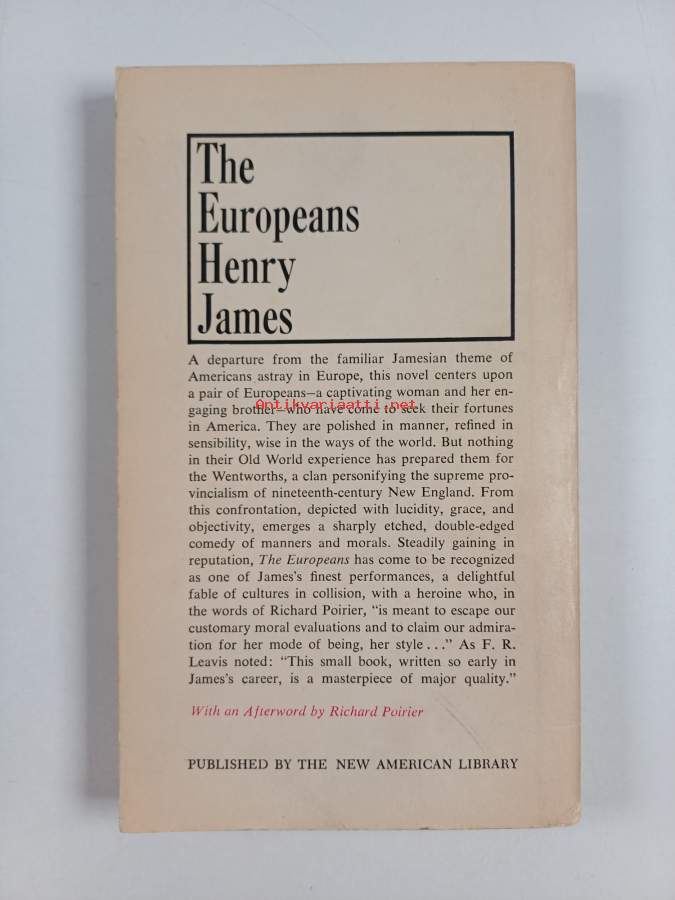 The
Europeans
Henry
James
A departure from the familiar Jamesian theme of
Americans astray in Europe, this novel centers upon
a pair of Europeans—a captivating woman and her en-
gaging brother—who have come to seek their fortunes
Antikvariaatti.net
in America. They are polished in manner, refined in
sensibility, wise in the ways of the world. But nothing
in their Old World experience has prepared them for
the Wentworths, a clan personifying the supreme pro-
vincialism of nineteenth-century New England. From
this confrontation, depicted with lucidity, grace, and
objectivity, emerges a sharply etched, double-edged
comedy of manners and morals. Steadily gaining in
reputation, The Europeans has come to be recognized
as one of James's finest performances, a delightful
fable of cultures in collision, with a heroine who, in
the words of Richard Poirier, "is meant to escape our
customary moral evaluations and to claim our admira-
tion for her mode of being, her style . . ." As F. R.
Leavis noted: "This small book, written so early in
James's career, is a masterpiece of major quality."
With an Afterword by Richard Poirier
PUBLISHED BY THE NEW AMERICAN LIBRARY